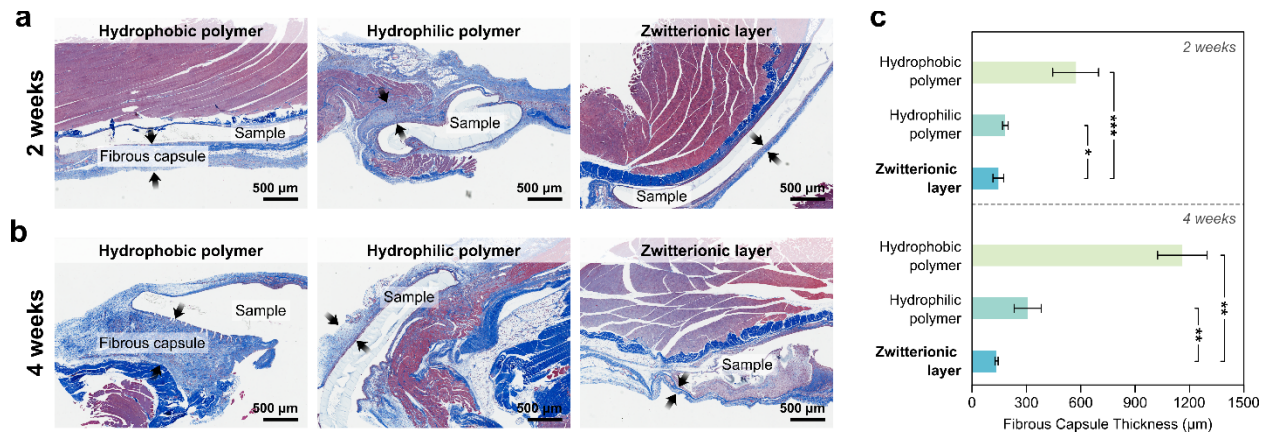 a
2 weeks
Hydrophobic polymer
Sample
Fibrous capsule
500 µm
Hydrophilic polymer
Sample
500 µm
Zwitterionic layer
Sample
500 µm
b
4 weeks
Hydrophobic polymer
Sample
Fibrous capsule
500 µm
Hydrophilic polymer
Sample
500 µm
Zwitterionic layer
Sample
500 µm
c
2 weeks
Hydrophobic
polymer
Hydrophilic
polymer
Zwitterionic
layer
*
***
4 weeks
Hydrophobic
polymer
Hydrophilic
polymer
Zwitterionic
layer
**
**
0 300 600 900 1200 1500
Fibrous Capsule Thickness (µm)